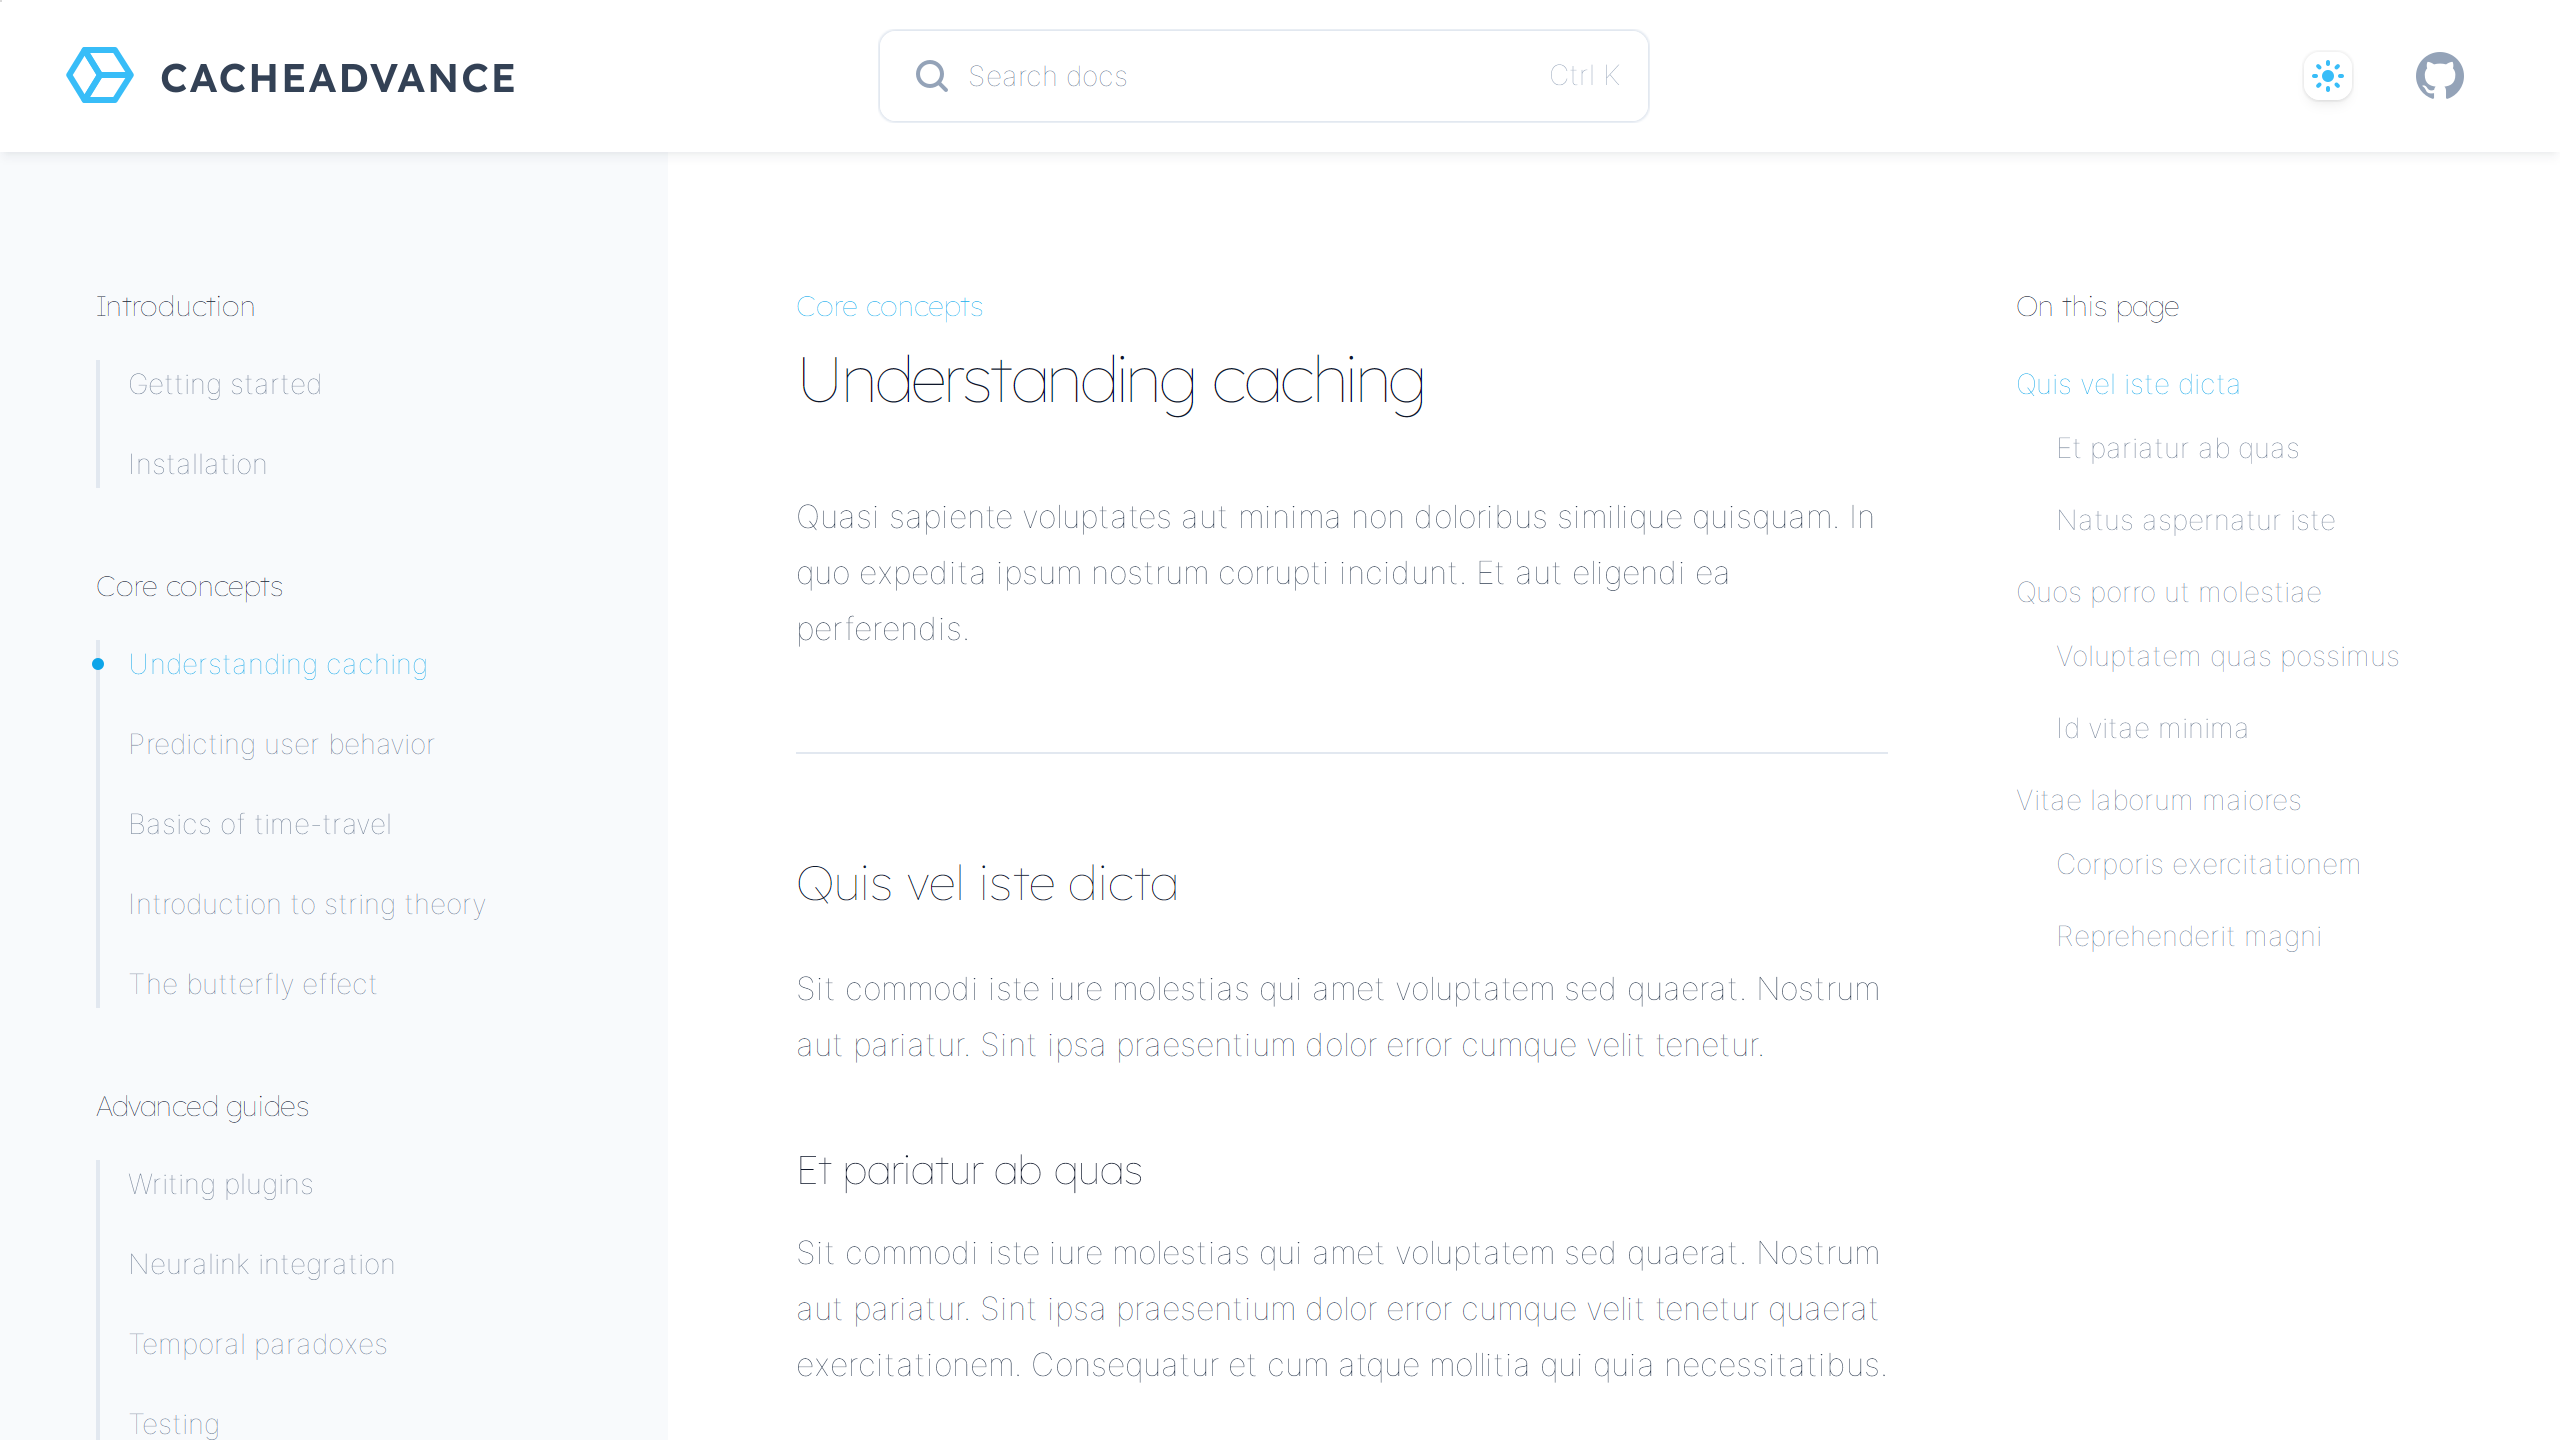 CACHEADVANCE
Search docs
Ctrl K
Introduction
Getting started
Installation
Core concepts
Understanding caching
Predicting user behavior
Basics of time-travel
Introduction to string theory
The butterfly effect
Advanced guides
Writing plugins
Neuralink integration
Temporal paradoxes
Testing
Core concepts
Understanding caching
Quasi sapiente voluptates aut minima non doloribus similique quisquam. In
quo expedita ipsum nostrum corrupti incidunt. Et aut eligendi ea
perferendis.
Quis vel iste dicta
Sit commodi iste iure molestias qui amet voluptatem sed quaerat. Nostrum
aut pariatur. Sint ipsa praesentium dolor error cumque velit tenetur.
Et pariatur ab quas
Sit commodi iste iure molestias qui amet voluptatem sed quaerat. Nostrum
aut pariatur. Sint ipsa praesentium dolor error cumque velit tenetur quaerat
exercitationem. Consequatur et cum atque mollitia qui quia necessitatibus.
On this page
Quis vel iste dicta
Et pariatur ab quas
Natus aspernatur iste
Quos porro ut molestiae
Voluptatem quas possimus
Id vitae minima
Vitae laborum maiores
Corporis exercitationem
Reprehenderit magni